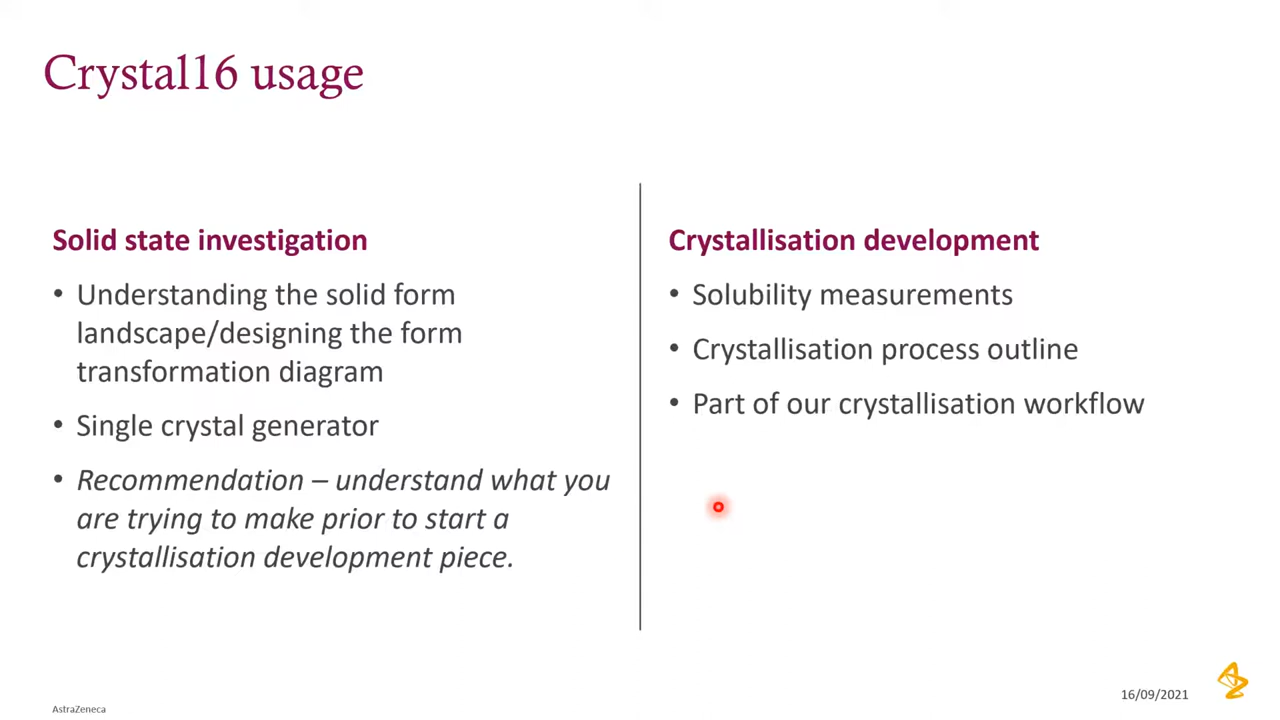 Crystal16 usage
Solid state investigation
• Understanding the solid form
landscape/designing the form
transformation diagram
• Single crystal generator
• Recommendation – understand what you
are trying to make prior to start a
crystallisation development piece.
Crystallisation development
• Solubility measurements
• Crystallisation process outline
• Part of our crystallisation workflow
AstraZeneca
16/09/2021